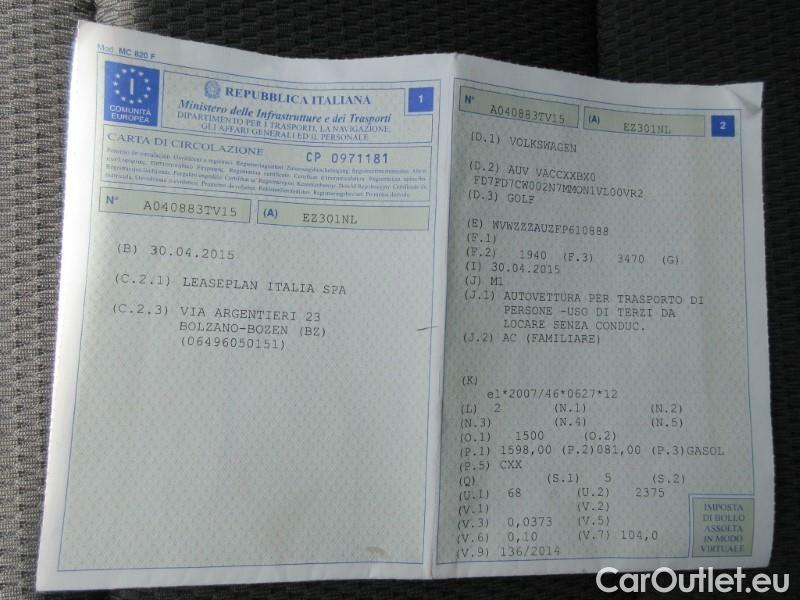 Mod. MC 820 F
I
COMUNITÀ
EUROPEA
REPUBBLICA ITALIANA
1
Ministero delle Infrastrutture e dei Trasporti
DIPARTIMENTO PER I TRASPORTI, LA NAVIGAZIONE,
GLI AFFARI GENERALI ED IL PERSONALE
CARTA DI CIRCOLAZIONE
CP 0971181
N° A040883TV15 (A) EZ301NL
(B) 30.04.2015
(C.2.1) LEASEPLAN ITALIA SPA
(C.2.3) VIA ARGENTIERI 23
BOLZANO-BOZEN (BZ)
(06496050151)
N° A040883TV15 (A) EZ301NL 2
(D.1) VOLKSWAGEN
(D.2) AUV VACCXXBX0
FD7FD7CW002N7MMON1VL00VR2
(D.3) GOLF
(E) WVWZZZAUZFP610888
(F.1)
(F.2) 1940 (F.3) 3470 (G)
(I) 30.04.2015
(J) M1
(J.1) AUTOVETTURA PER TRASPORTO DI
PERSONE -USO DI TERZI DA
LOCARE SENZA CONDUC.
(J.2) AC (FAMILIARE)
(K)
e1*2007/46*0627*12
(L) 2 (N.1) (N.2)
(N.3) (N.4) (N.5)
(O.1) 1500 (O.2)
(P.1) 1598,00 (P.2)081,00 (P.3)GASOL
(P.5) CXX
(Q) (S.1) 5 (S.2)
(U.1) 68 (U.2) 2375
(V.1) (V.2)
(V.3) 0,0373 (V.5)
(V.6) 0,10 (V.7) 104,0
(V.9) 136/2014
IMPOSTA
DI BOLLO
ASSOLTA
IN MODO
VIRTUALE
CarOutlet.eu